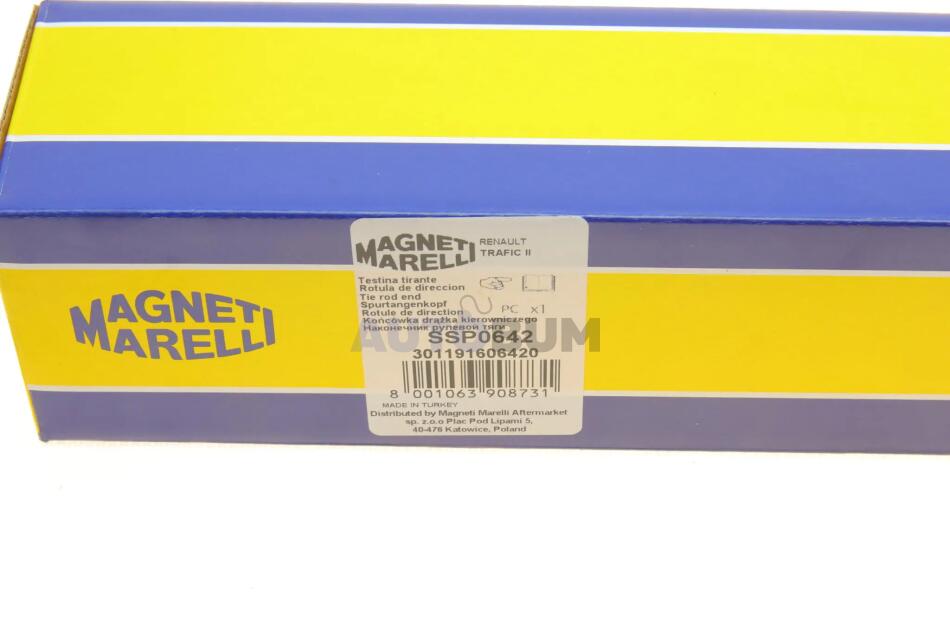 MAGNETI
MARELLI
MAGNETI
MARELLI
RENAULT
TRAFIC II
Testina tirante
Rotula de direccion
Tie rod end
Spurtangenkopf
Rotule de direction
Końcówka drążka kierowniczego
Наконечник рулевой тяги
PC x1
AUTOBUM
SSP0642
301191606420
8 001063 908731
MADE IN TURKEY
Distributed by Magneti Marelli Aftermarket
sp. z.o.o Plac Pod Lipami 5,
40-476 Katowice, Poland